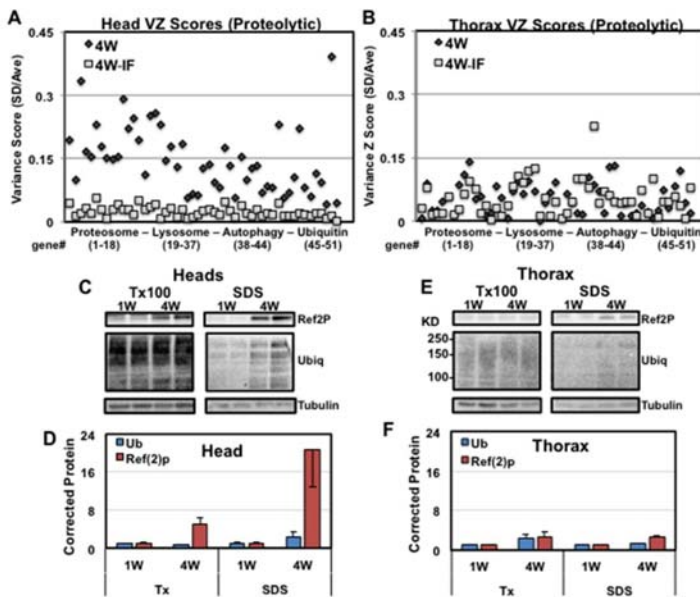 A Head VZ Scores (Proteolytic)
Variance Score (SD/Ave)
0.45
0.3
0.15
0
4W
4W-IF
Proteosome – Lysosome – Autophagy – Ubiquitin
gene# (1-18) (19-37) (38-44) (45-51)
B Thorax VZ Scores (Proteolytic)
Variance Z Score (SD/Ave)
0.45
0.3
0.15
0
4W
4W-IF
Proteosome – Lysosome – Autophagy – Ubiquitin
gene# (1-18) (19-37) (38-44) (45-51)
C Heads
Tx100 SDS
1W 4W 1W 4W
Ref2P
Ubiq
Tubulin
E Thorax
Tx100 SDS
KD 1W 4W 1W 4W
Ref2P
250
150
100
Ubiq
Tubulin
D Head
Corrected Protein
24
16
8
0
Ub
Ref(2)p
1W 4W 1W 4W
Tx SDS
F Thorax
Corrected Protein
24
16
8
0
Ub
Ref(2)p
1W 4W 1W 4W
Tx SDS